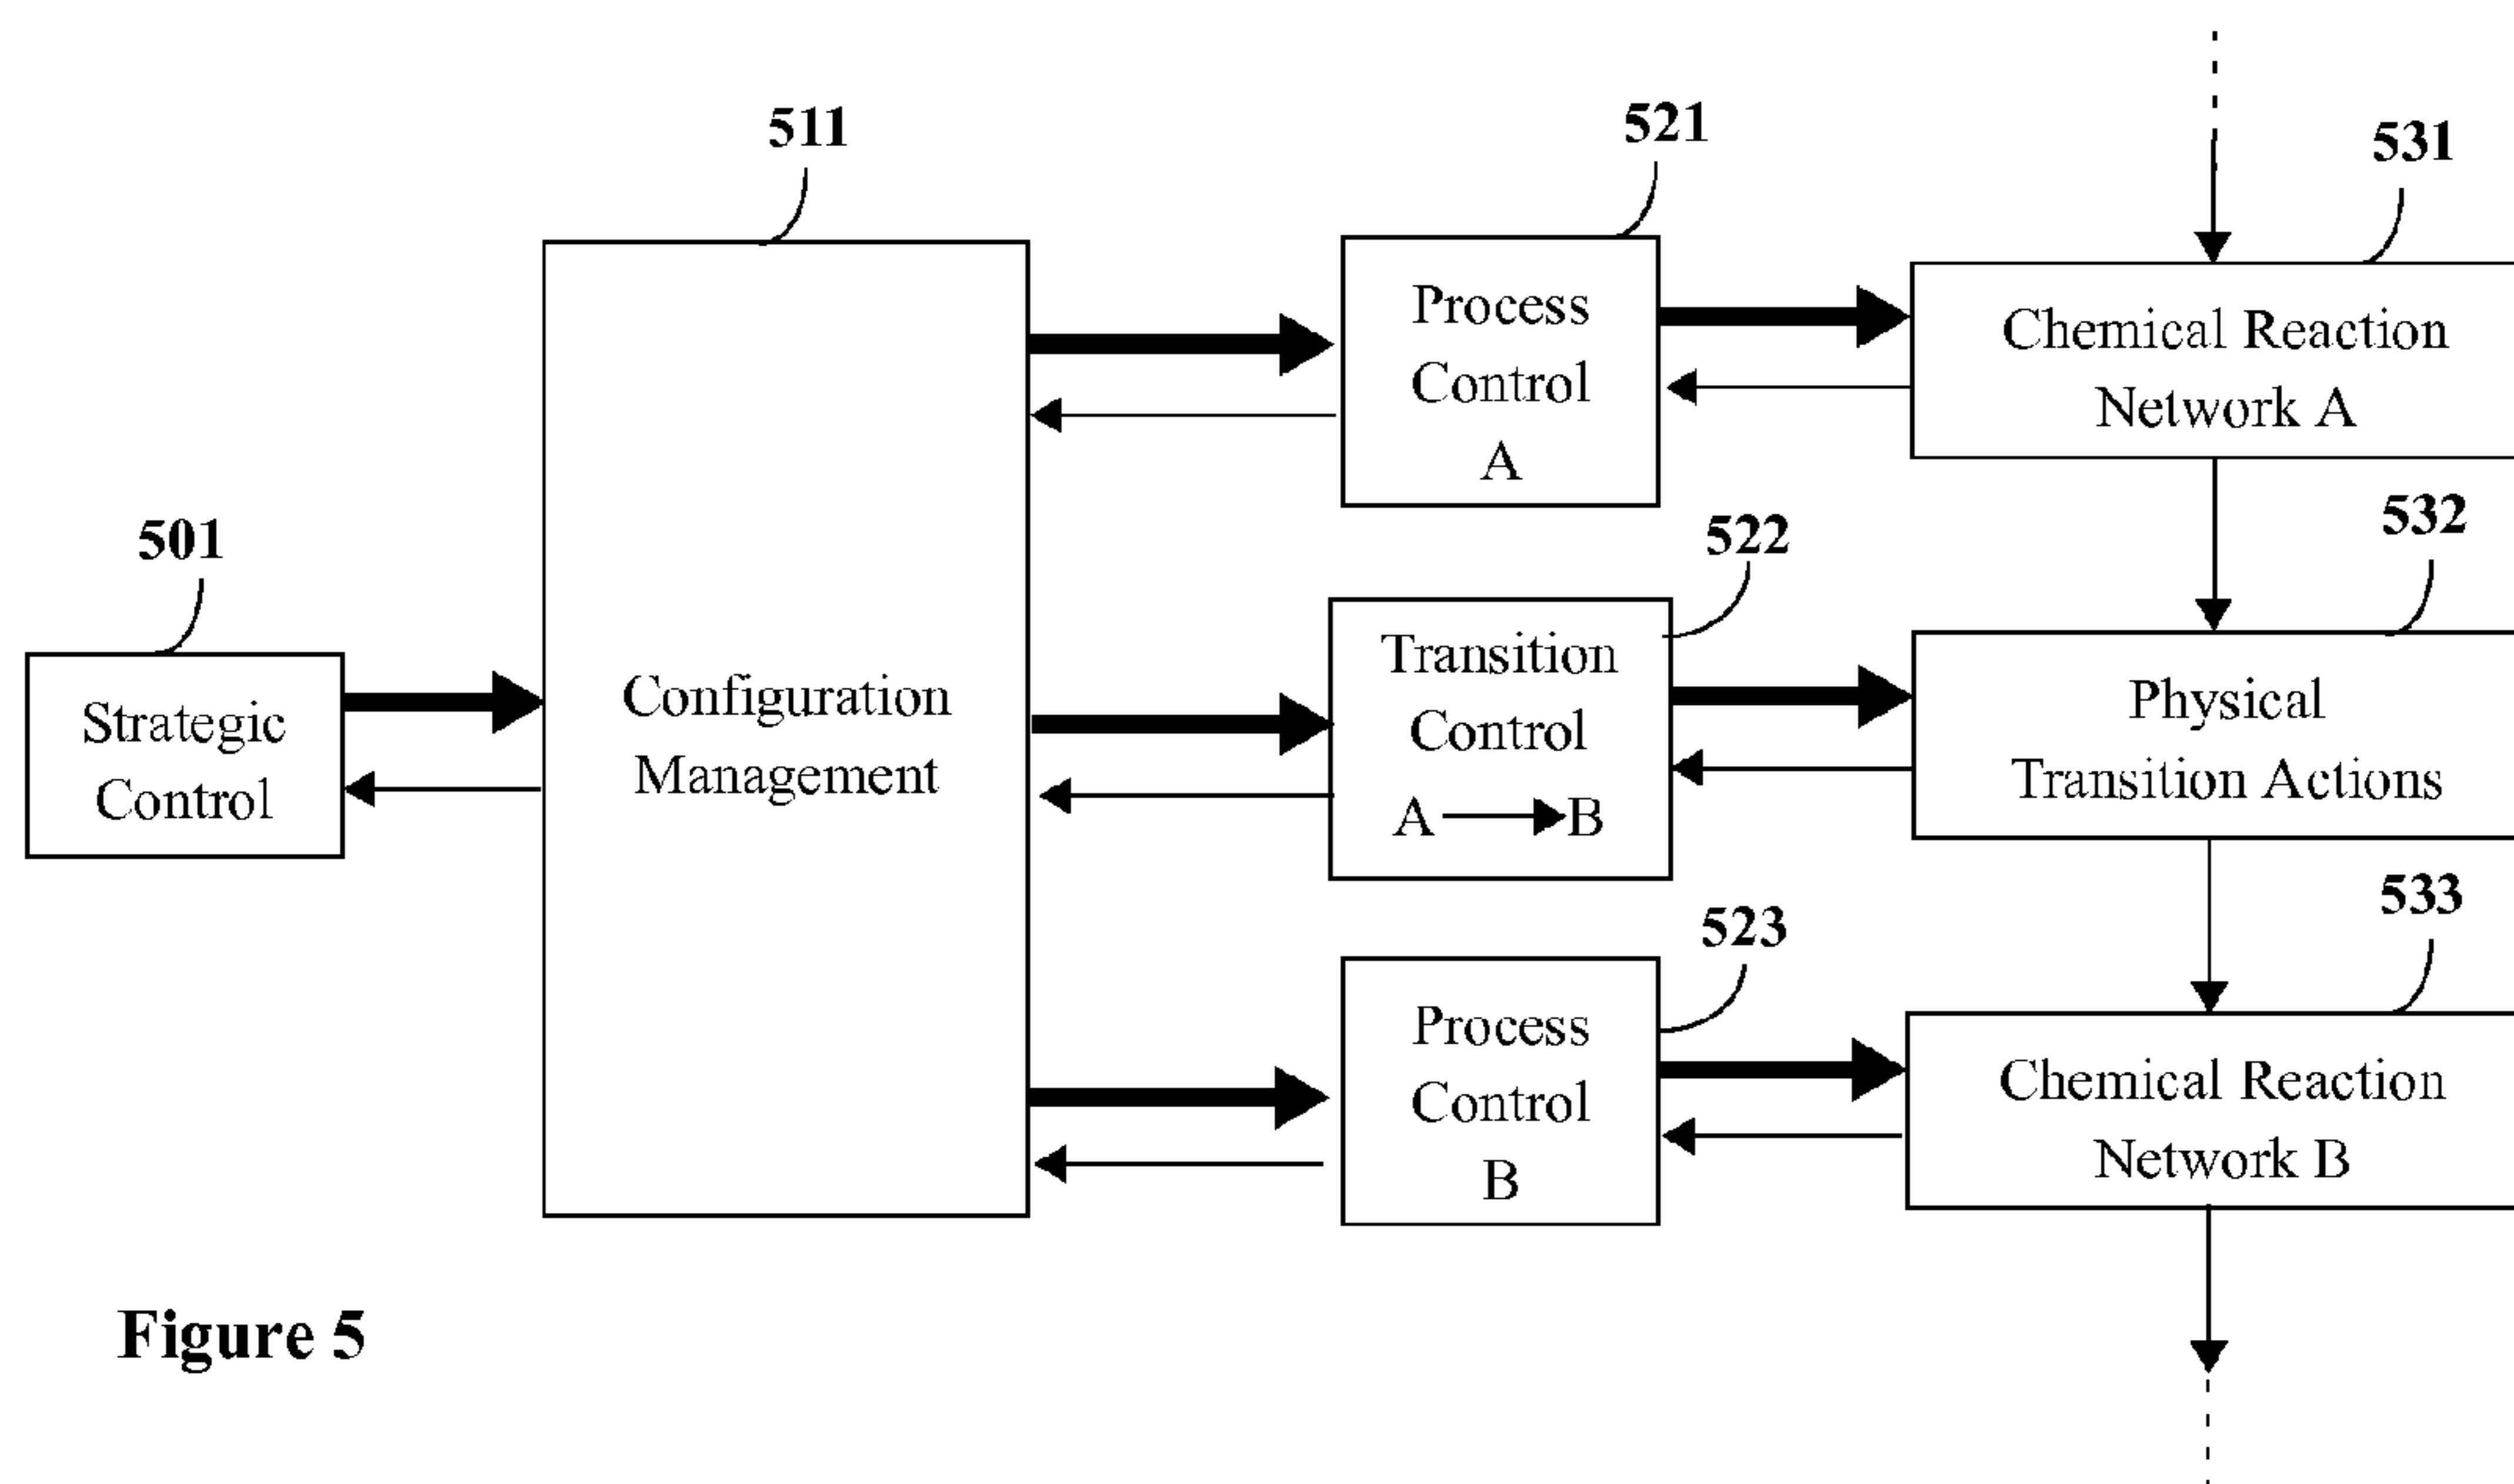 511
521
531
Process
Control
A
Chemical Reaction
Network A
501
522
532
Strategic
Control
Configuration
Management
Transition
Control
A B
Physical
Transition Actions
523
533
Process
Control
B
Chemical Reaction
Network B
Figure 5